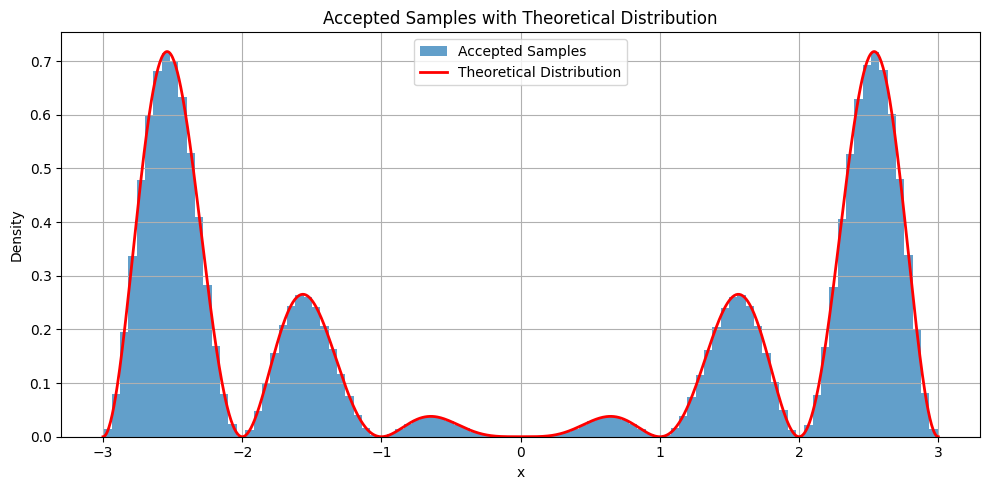 Accepted Samples with Theoretical Distribution
Accepted Samples
Theoretical Distribution
Density
0.7
0.6
0.5
0.4
0.3
0.2
0.1
0.0
−3 −2 −1 0 1 2 3
x